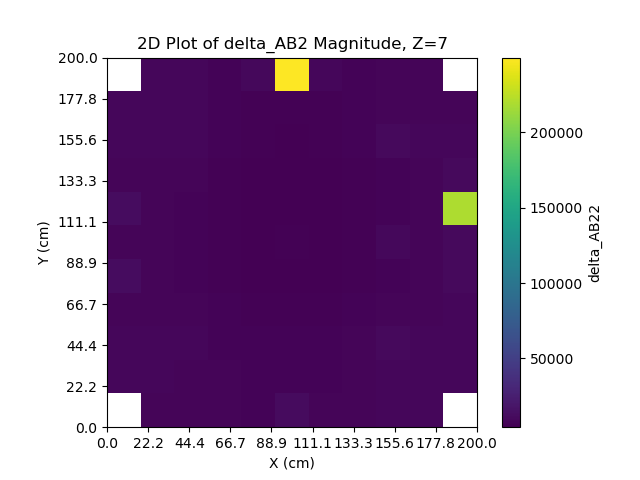 2D Plot of delta_AB2 Magnitude, Z=7
200.0
177.8
155.6
133.3
111.1
88.9
66.7
44.4
22.2
0.0
Y (cm)
0.0 22.2 44.4 66.7 88.9 111.1 133.3 155.6 177.8 200.0
X (cm)
200000
150000
100000
50000
delta_AB22